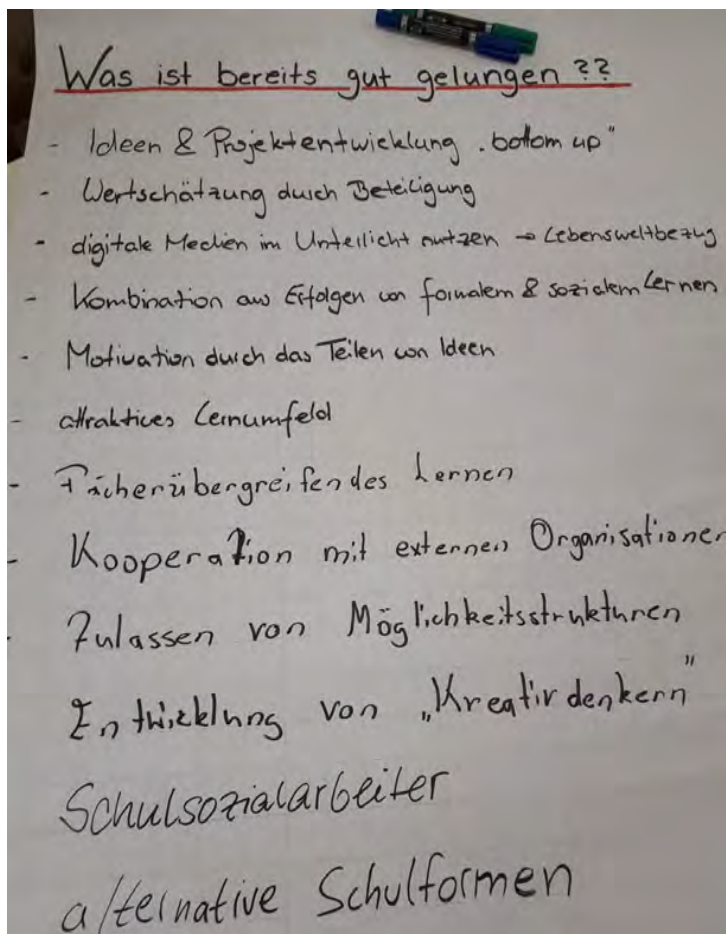 Was ist bereits gut gelungen ??
- Ideen & Projektentwicklung „bottom up"
- Wertschätzung durch Beteiligung
- digitale Medien im Unterricht nutzen → Lebensweltbezug
- Kombination aus Erfolgen von formalem & sozialem Lernen
- Motivation durch das Teilen von Ideen
- attraktives Lernumfeld
- Fächerübergreifendes Lernen
- Kooperation mit externen Organisationen
- Zulassen von Möglichkeitsstrukturen
Entwicklung von „Kreativdenkern"
Schulsozialarbeiter
alternative Schulformen